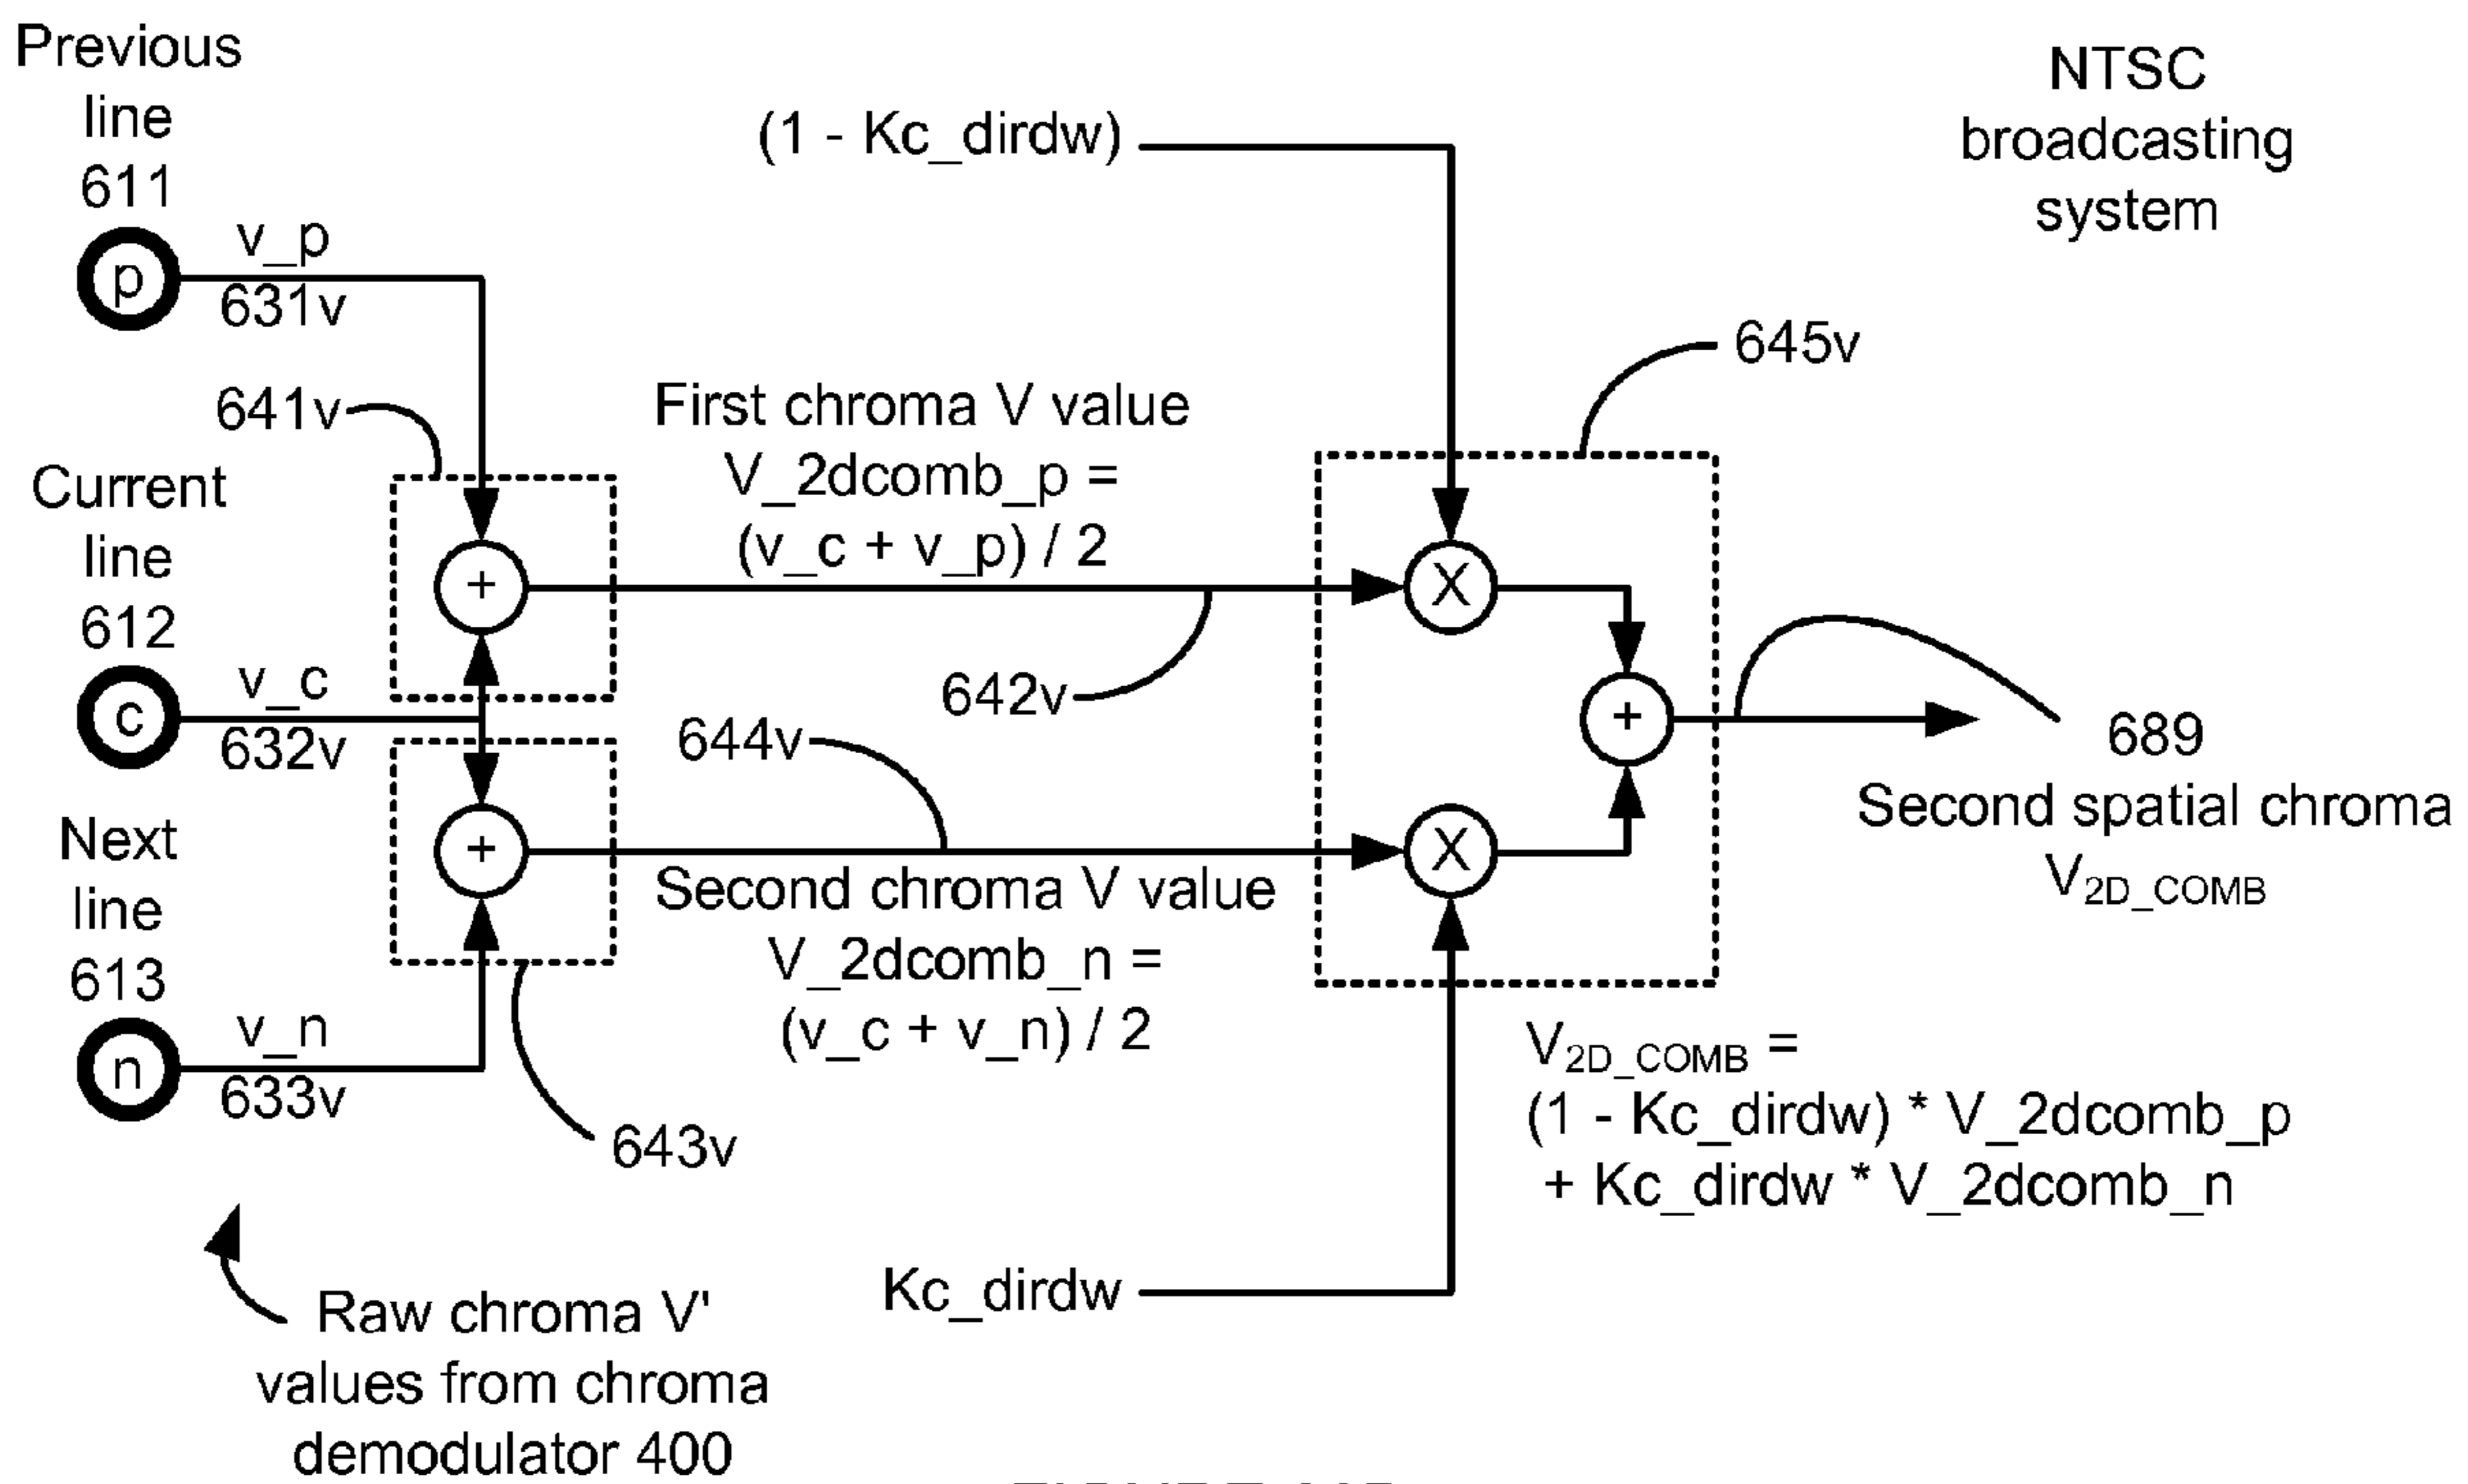 Previous
line
611
p
v_p
631v
641v
Current
line
612
c
v_c
632v
Next
line
613
n
v_n
633v
643v
Raw chroma V'
values from chroma
demodulator 400
+
+
(1 - Kc_dirdw)
First chroma V value
V_2dcomb_p =
(v_c + v_p) / 2
642v
644v
Second chroma V value
V_2dcomb_n =
(v_c + v_n) / 2
Kc_dirdw
NTSC
broadcasting
system
645v
X
X
+
689
Second spatial chroma
V2D_COMB
V2D_COMB =
(1 - Kc_dirdw) * V_2dcomb_p
+ Kc_dirdw * V_2dcomb_n